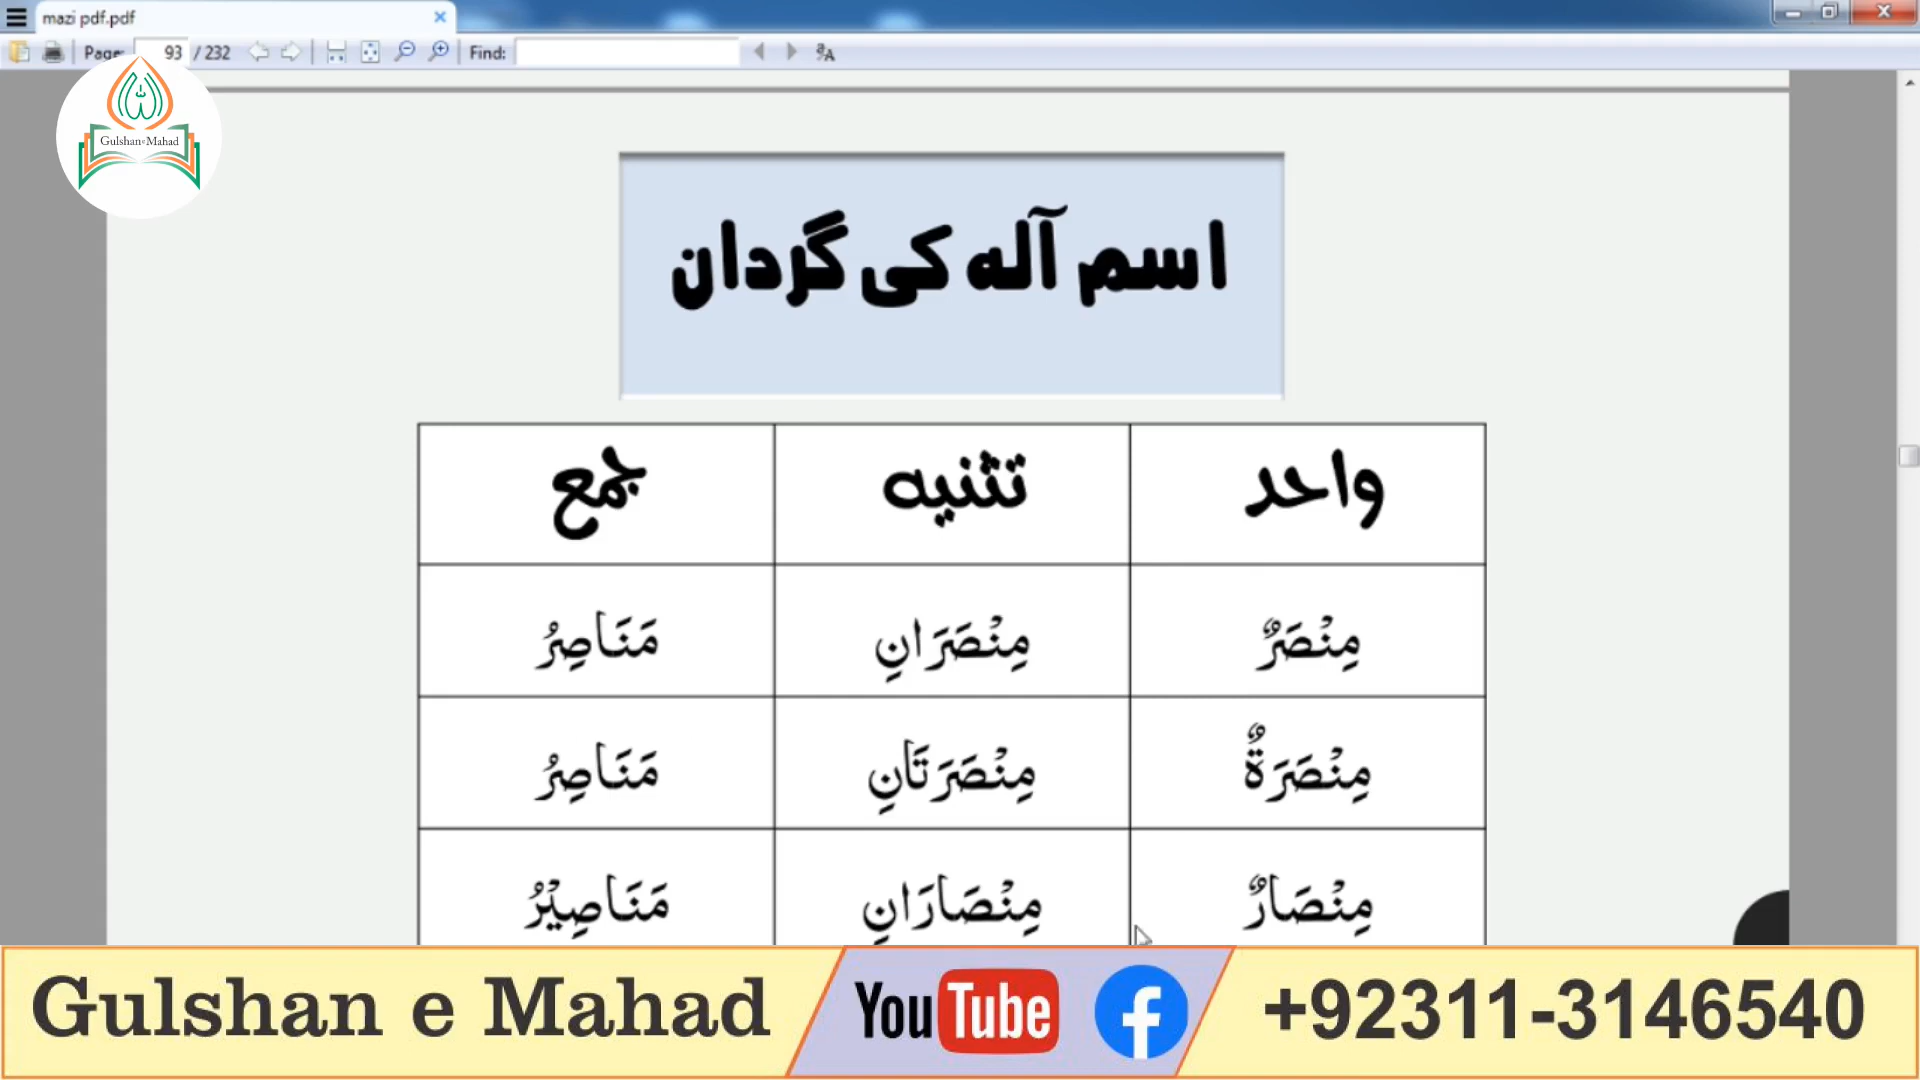 mazi pdf.pdf
Page: 93 / 232 Find:
Gulshan e Mahad
اسم آلہ کی گردان
واحد تثنیہ جمع
مِنْصَرٌ مِنْصَرَانِ مَنَاصِرُ
مِنْصَرَةٌ مِنْصَرَتَانِ مَنَاصِرُ
مِنْصَارٌ مِنْصَارَانِ مَنَاصِيْرُ
Gulshan e Mahad YouTube f +92311-3146540